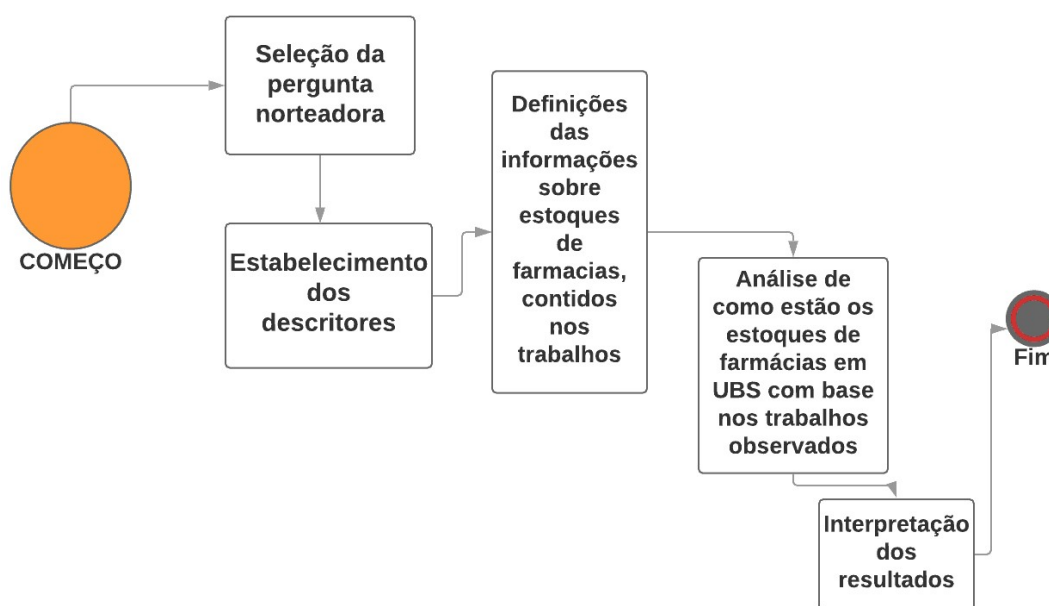 COMEÇO
Seleção da
pergunta
norteadora
Estabelecimento
dos
descritores
Definições
das
informações
sobre
estoques
de
farmacias,
contidos
nos
trabalhos
Análise de
como estão os
estoques de
farmácias em
UBS com base
nos trabalhos
observados
Interpretação
dos
resultados
Fim